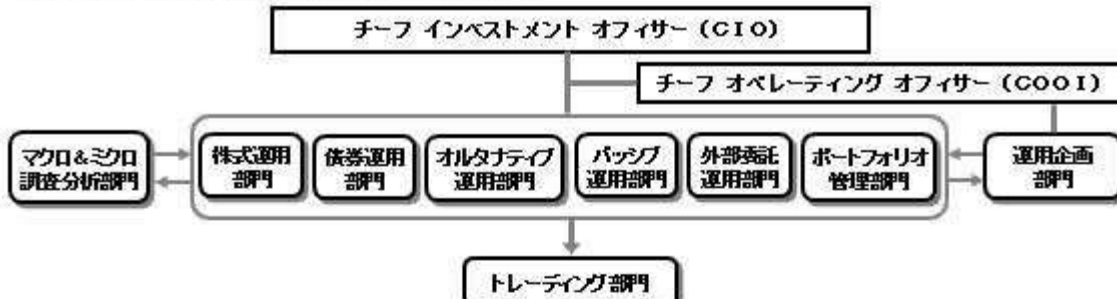 チーフ インベストメント オフィサー (CIO)
チーフ オペレーティング オフィサー (COOI)
マクロ&ミクロ
調査分析部門
株式運用
部門
債券運用
部門
オルタナティブ
運用部門
パッシブ
運用部門
外部委託
運用部門
ポートフォリオ
管理部門
運用企画
部門
トレーディング部門